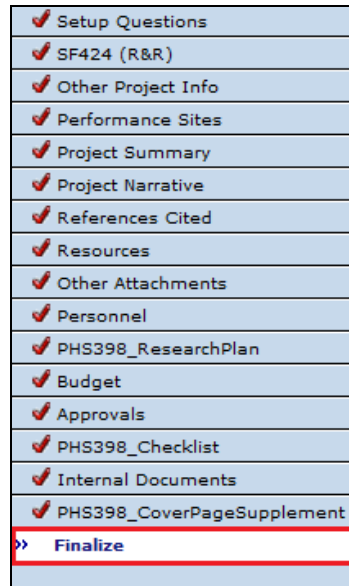 Setup Questions
SF424 (R&R)
Other Project Info
Performance Sites
Project Summary
Project Narrative
References Cited
Resources
Other Attachments
Personnel
PHS398_ResearchPlan
Budget
Approvals
PHS398_Checklist
Internal Documents
PHS398_CoverPageSupplement
» Finalize